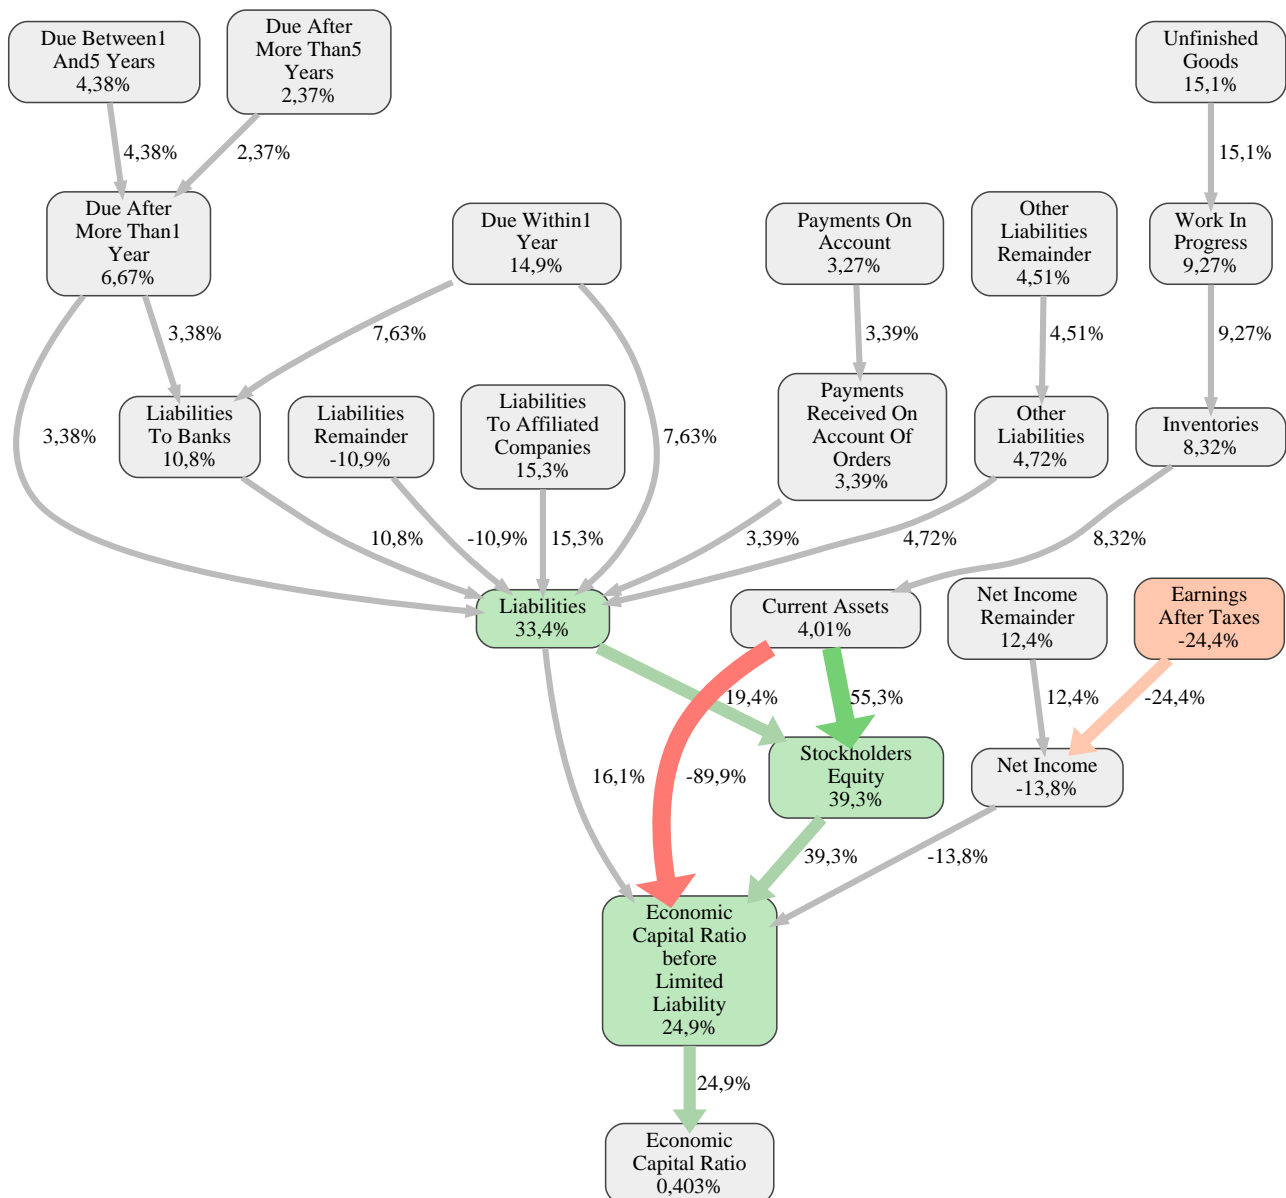 Due Between1
And5 Years
4,38%
Due After
More Than5
Years
2,37%
Unfinished
Goods
15,1%
4,38%
2,37%
15,1%
Due After
More Than1
Year
6,67%
Due Within1
Year
14,9%
Payments On
Account
3,27%
Other
Liabilities
Remainder
4,51%
Work In
Progress
9,27%
3,38%
7,63%
3,39%
4,51%
9,27%
3,38%
Liabilities
To Banks
10,8%
Liabilities
Remainder
-10,9%
Liabilities
To Affiliated
Companies
15,3%
7,63%
Payments
Received On
Account Of
Orders
3,39%
Other
Liabilities
4,72%
Inventories
8,32%
10,8%
-10,9%
15,3%
3,39%
4,72%
8,32%
Liabilities
33,4%
Current Assets
4,01%
Net Income
Remainder
12,4%
Earnings
After Taxes
-24,4%
19,4%
55,3%
12,4%
-24,4%
16,1%
-89,9%
Stockholders
Equity
39,3%
Net Income
-13,8%
39,3%
-13,8%
Economic
Capital Ratio
before
Limited
Liability
24,9%
24,9%
Economic
Capital Ratio
0,403%